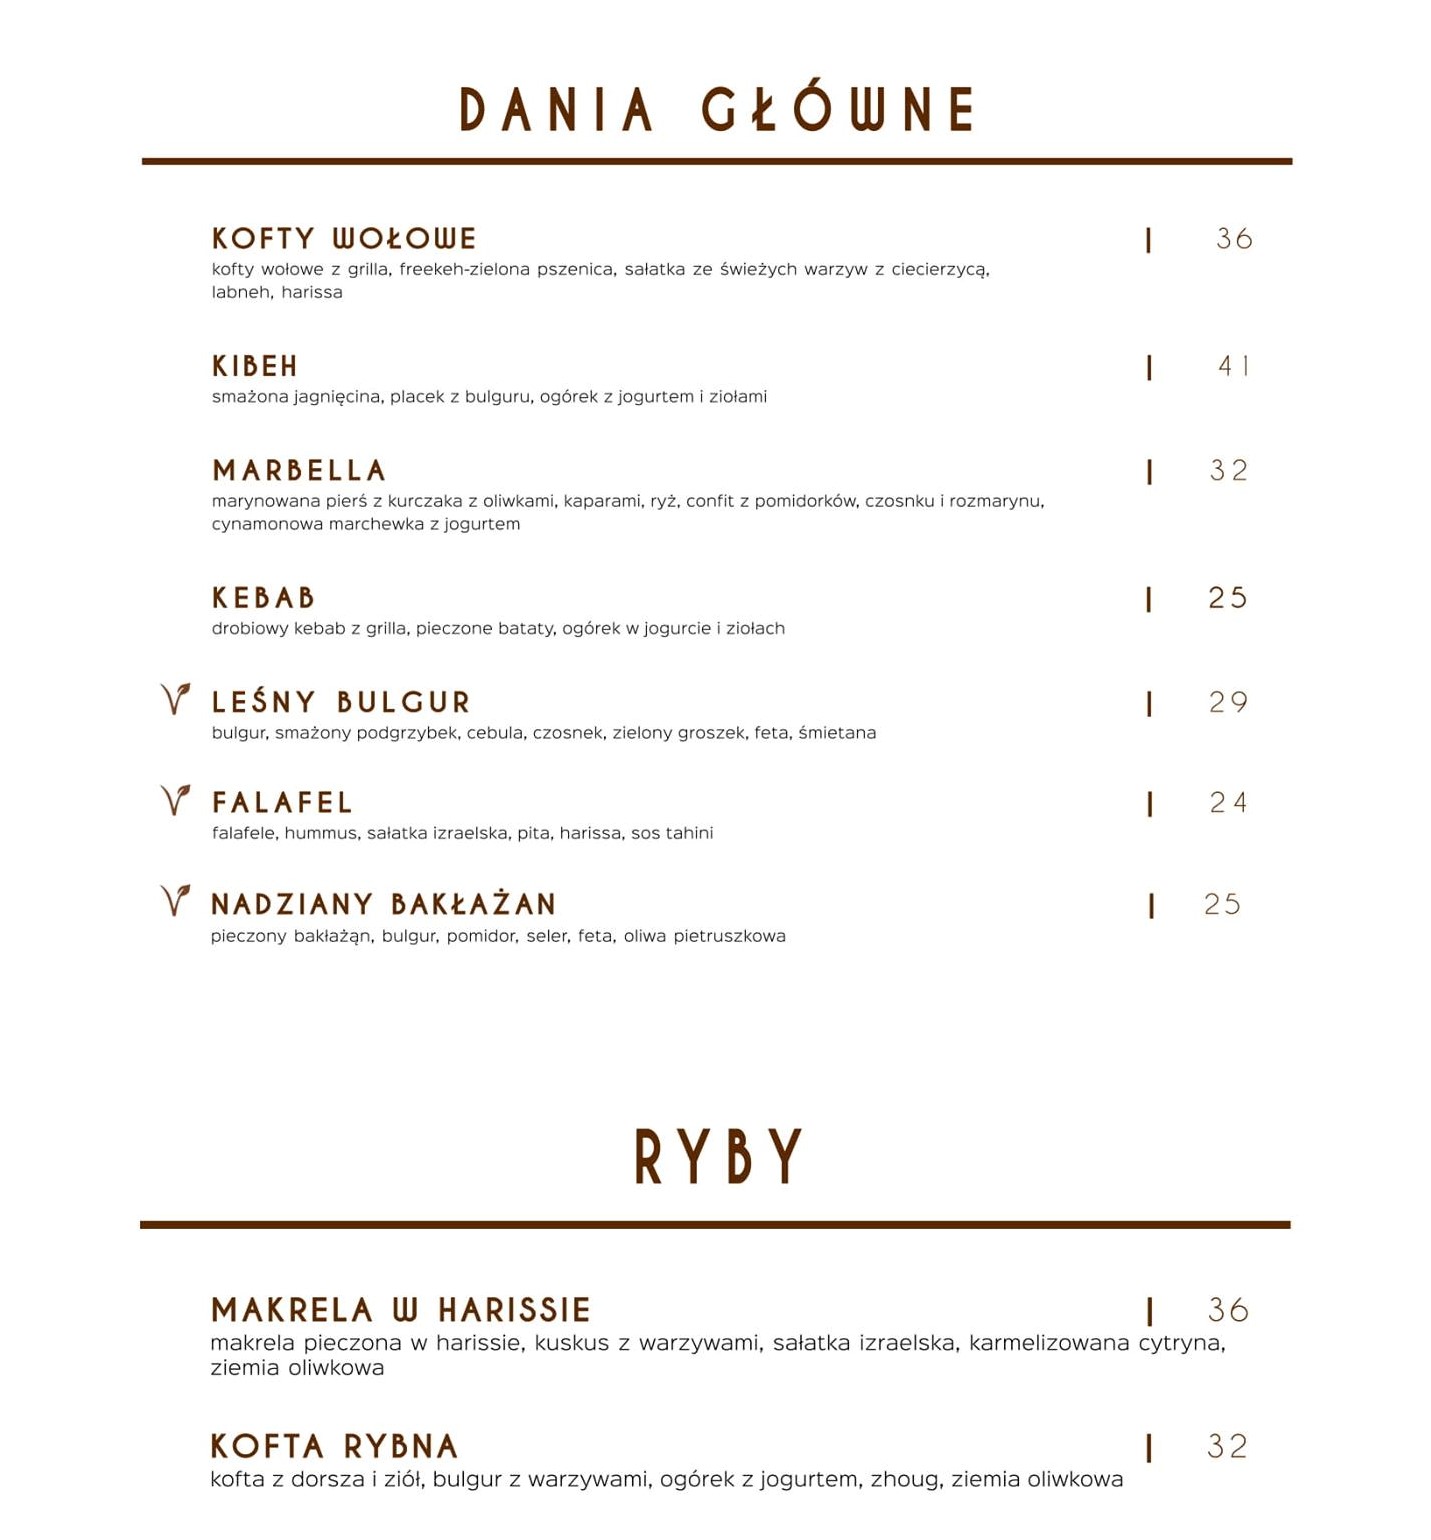 DANIA GŁÓWNE
KOFTY WOŁOWE | 36
kofty wołowe z grilla, freekeh-zielona pszenica, sałatka ze świeżych warzyw z ciecierzycą,
labneh, harissa
KIBEH | 41
smażona jagnięcina, placek z bulguru, ogórek z jogurtem i ziołami
MARBELLA | 32
marynowana pierś z kurczaka z oliwkami, kaparami, ryż, confit z pomidorków, czosnku i rozmarynu,
cynamonowa marchewka z jogurtem
KEBAB | 25
drobiowy kebab z grilla, pieczone bataty, ogórek w jogurcie i ziołach
LEŚNY BULGUR | 29
bulgur, smażony podgrzybek, cebula, czosnek, zielony groszek, feta, śmietana
FALAFEL | 24
falafele, hummus, sałatka izraelska, pita, harissa, sos tahini
NADZIANY BAKŁAŻAN | 25
pieczony bakłażąn, bulgur, pomidor, seler, feta, oliwa pietruszkowa
RYBY
MAKRELA W HARISSIE | 36
makrela pieczona w harissie, kuskus z warzywami, sałatka izraelska, karmelizowana cytryna,
ziemia oliwkowa
KOFTA RYBNA | 32
kofta z dorsza i ziół, bulgur z warzywami, ogórek z jogurtem, zhoug, ziemia oliwkowa